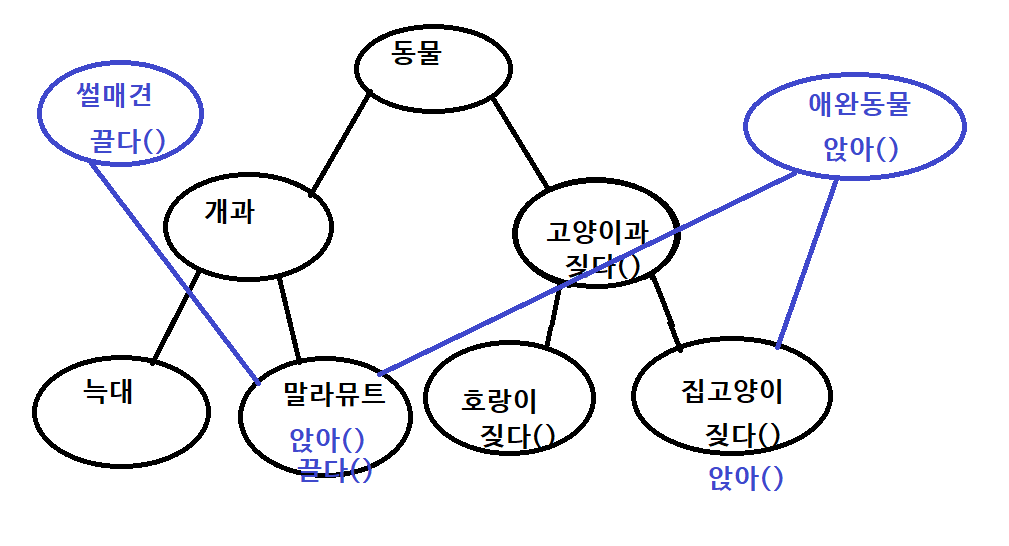 동물
썰매견
끌다()
애완동물
앉아()
개과
고양이과
짖다()
늑대
말라뮤트
앉아()
끌다()
호랑이
짖다()
집고양이
짖다()
앉아()